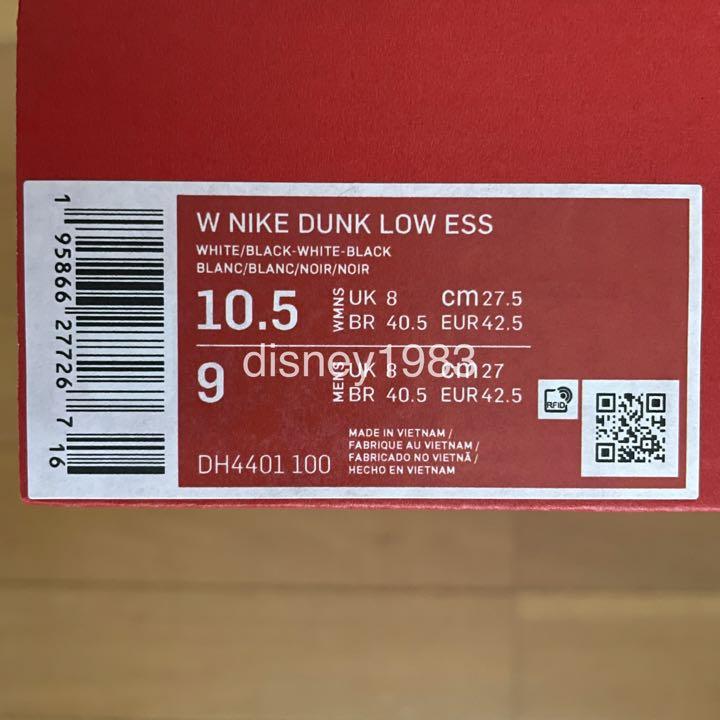 W NIKE DUNK LOW ESS
WHITE/BLACK-WHITE-BLACK
BLANC/BLANC/NOIR/NOIR
10.5 WMNS UK 8 cm 27.5
BR 40.5 EUR 42.5
9 MENS UK 8 cm 27
BR 40.5 EUR 42.5
disney1983
RFID
MADE IN VIETNAM /
FABRIQUE AU VIETNAM /
FABRICADO NO VIETNÃ /
HECHO EN VIETNAM
DH4401 100
1 95866 27726 7 16